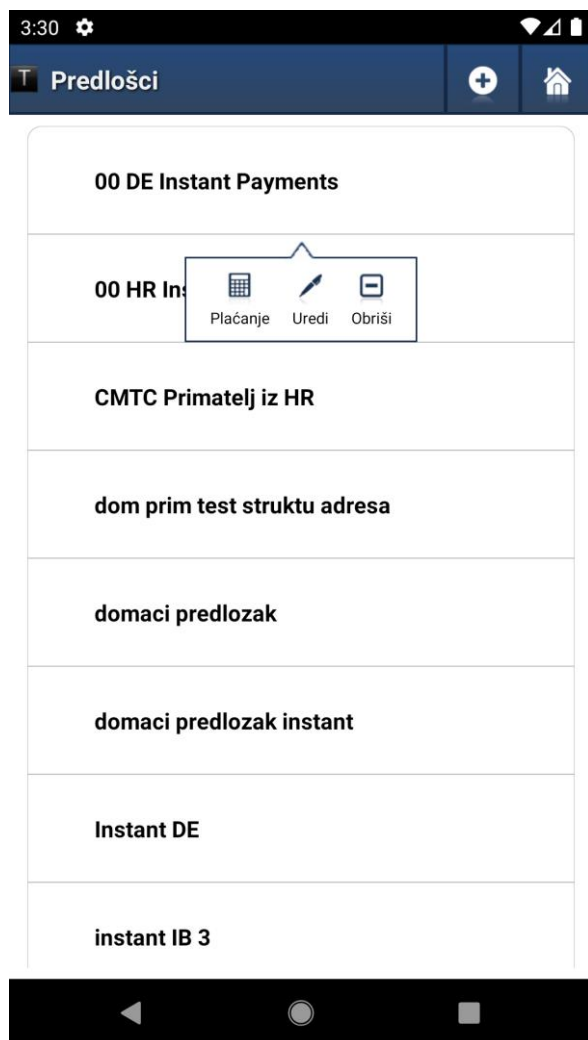 3:30
T Predlošci
00 DE Instant Payments
00 HR In
Plaćanje Uredi Obriši
CMTC Primatelj iz HR
dom prim test struktu adresa
domaci predlozak
domaci predlozak instant
Instant DE
instant IB 3